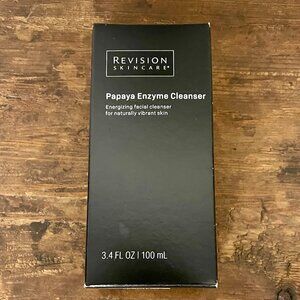 REVISION
SKINCARE®
Papaya Enzyme Cleanser
Energizing facial cleanser
for naturally vibrant skin
3.4 FL OZ | 100 mL